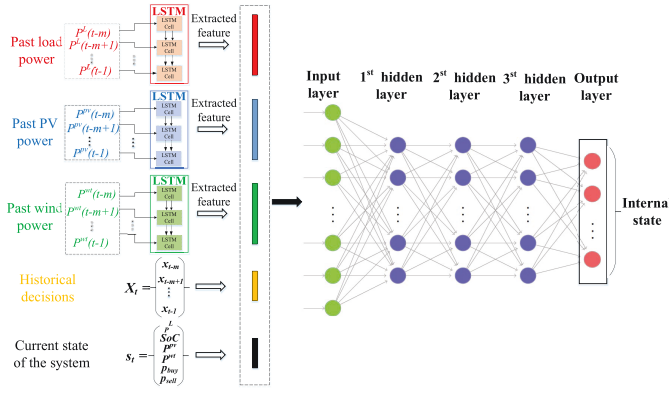 LSTM
Past load
power
P^L(t-m)
P^L(t-m+1)
P^L(t-1)
LSTM
Cell
LSTM
Cell
LSTM
Cell
Extracted
feature
LSTM
Past PV
power
P^pv(t-m)
P^pv(t-m+1)
P^pv(t-1)
LSTM
Cell
LSTM
Cell
LSTM
Cell
Extracted
feature
LSTM
Past wind
power
P^wt(t-m)
P^wt(t-m+1)
P^wt(t-1)
LSTM
Cell
LSTM
Cell
LSTM
Cell
Extracted
feature
Historical
decisions
X_t =
x_t-m
x_t-m+1
x_t-1
Current state
of the system
s_t =
P^L
SoC
P^pv
P^wt
p_buy
p_sell
Input
layer
1st hidden
layer
2st hidden
layer
3st hidden
layer
Output
layer
Interna
state